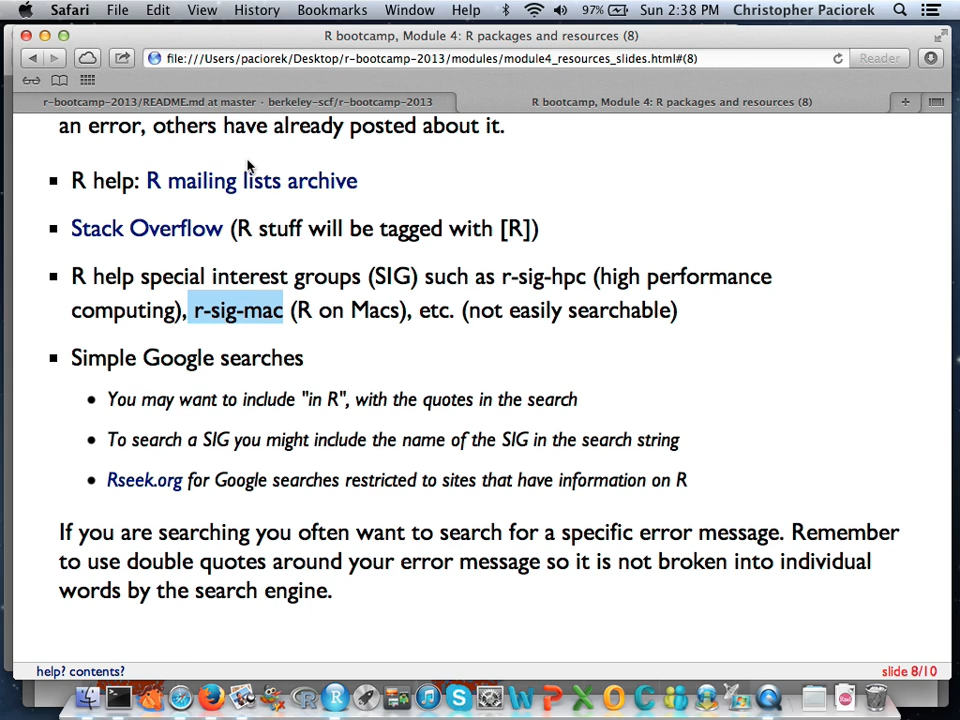 Safari File Edit View History Bookmarks Window Help 97% Sun 2:38 PM Christopher Paciorek
R bootcamp, Module 4: R packages and resources (8)
file:///Users/paciorek/Desktop/r-bootcamp-2013/modules/module4_resources_slides.html#(8) Reader
r-bootcamp-2013/README.md at master · berkeley-scf/r-bootcamp-2013 R bootcamp, Module 4: R packages and resources (8)
an error, others have already posted about it.
R help: R mailing lists archive
Stack Overflow (R stuff will be tagged with [R])
R help special interest groups (SIG) such as r-sig-hpc (high performance
computing), r-sig-mac (R on Macs), etc. (not easily searchable)
Simple Google searches
You may want to include "in R", with the quotes in the search
To search a SIG you might include the name of the SIG in the search string
Rseek.org for Google searches restricted to sites that have information on R
If you are searching you often want to search for a specific error message. Remember
to use double quotes around your error message so it is not broken into individual
words by the search engine.
help? contents? slide 8/10